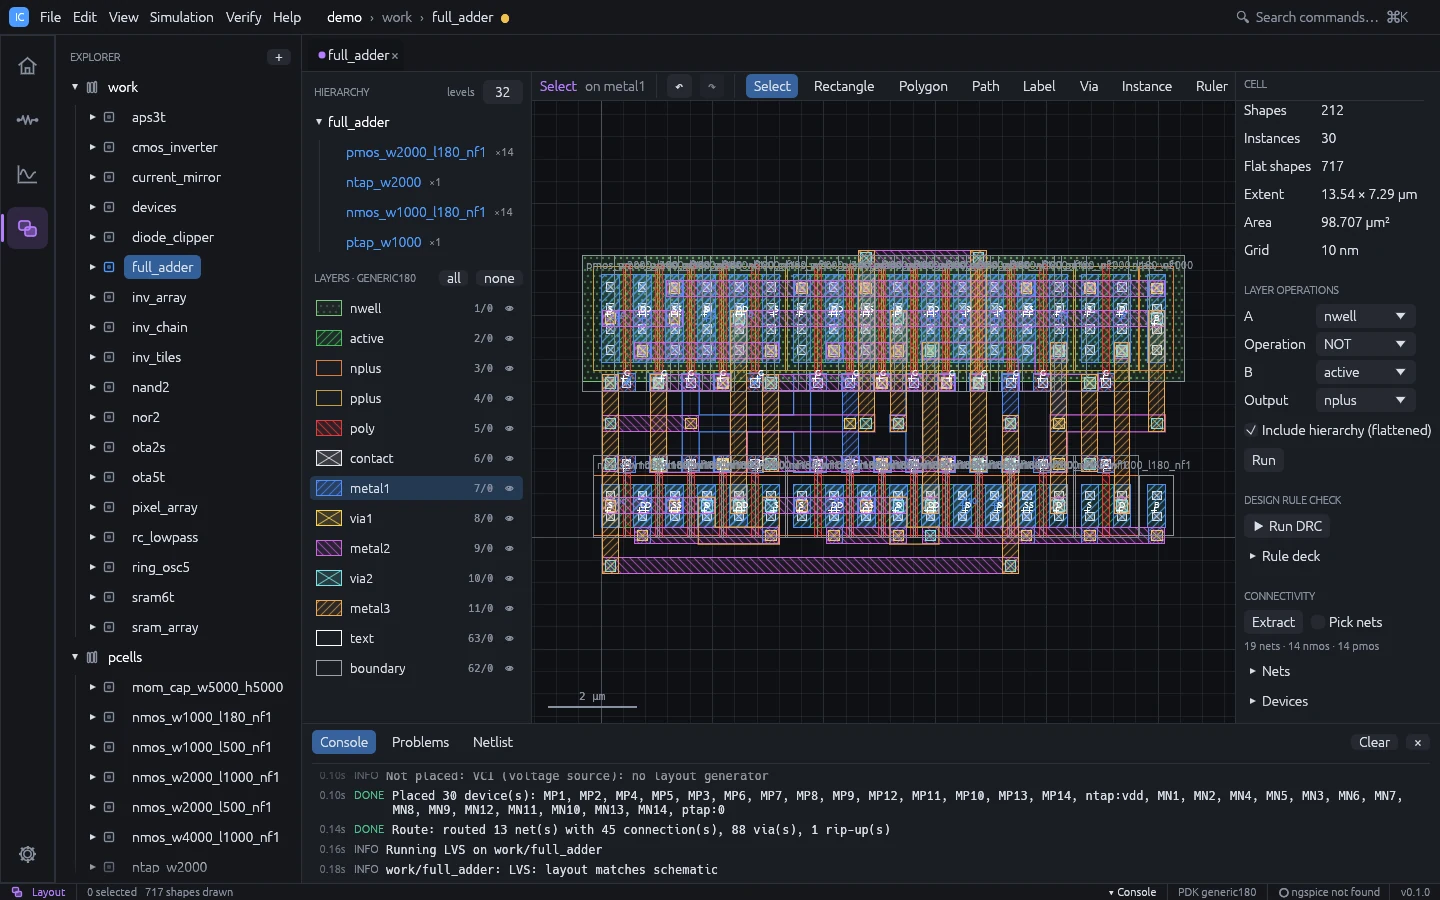 IC File Edit View Simulation Verify Help demo › work › full_adder Search commands… ⌘K
EXPLORER +
work
aps3t
cmos_inverter
current_mirror
devices
diode_clipper
full_adder
inv_array
inv_chain
inv_tiles
nand2
nor2
ota2s
ota5t
pixel_array
rc_lowpass
ring_osc5
sram6t
sram_array
pcells
mom_cap_w5000_h5000
nmos_w1000_l180_nf1
nmos_w1000_l500_nf1
nmos_w2000_l1000_nf1
nmos_w2000_l500_nf1
nmos_w4000_l1000_nf1
ntap_w2000
full_adder ×
HIERARCHY levels 32
full_adder
pmos_w2000_l180_nf1 ×14
ntap_w2000 ×1
nmos_w1000_l180_nf1 ×14
ptap_w1000 ×1
LAYERS · GENERIC180 all none
nwell 1/0
active 2/0
nplus 3/0
pplus 4/0
poly 5/0
contact 6/0
metal1 7/0
via1 8/0
metal2 9/0
via2 10/0
metal3 11/0
text 63/0
boundary 62/0
Select on metal1 Select Rectangle Polygon Path Label Via Instance Ruler
2 µm
CELL
Shapes 212
Instances 30
Flat shapes 717
Extent 13.54 × 7.29 µm
Area 98.707 µm²
Grid 10 nm
LAYER OPERATIONS
A nwell
Operation NOT
B active
Output nplus
Include hierarchy (flattened)
Run
DESIGN RULE CHECK
Run DRC
Rule deck
CONNECTIVITY
Extract Pick nets
19 nets · 14 nmos · 14 pmos
Nets
Devices
Console Problems Netlist Clear ×
0.10s INFO Not placed: VCI (voltage source): no layout generator
0.10s DONE Placed 30 device(s): MP1, MP2, MP4, MP5, MP3, MP6, MP7, MP8, MP9, MP12, MP11, MP10, MP13, MP14, ntap:vdd, MN1, MN2, MN4, MN5, MN3, MN6, MN7,
MN8, MN9, MN12, MN11, MN10, MN13, MN14, ptap:0
0.14s DONE Route: routed 13 net(s) with 45 connection(s), 88 via(s), 1 rip-up(s)
0.16s INFO Running LVS on work/full_adder
0.18s INFO work/full_adder: LVS: layout matches schematic
Layout 0 selected 717 shapes drawn Console PDK generic180 ngspice not found v0.1.0